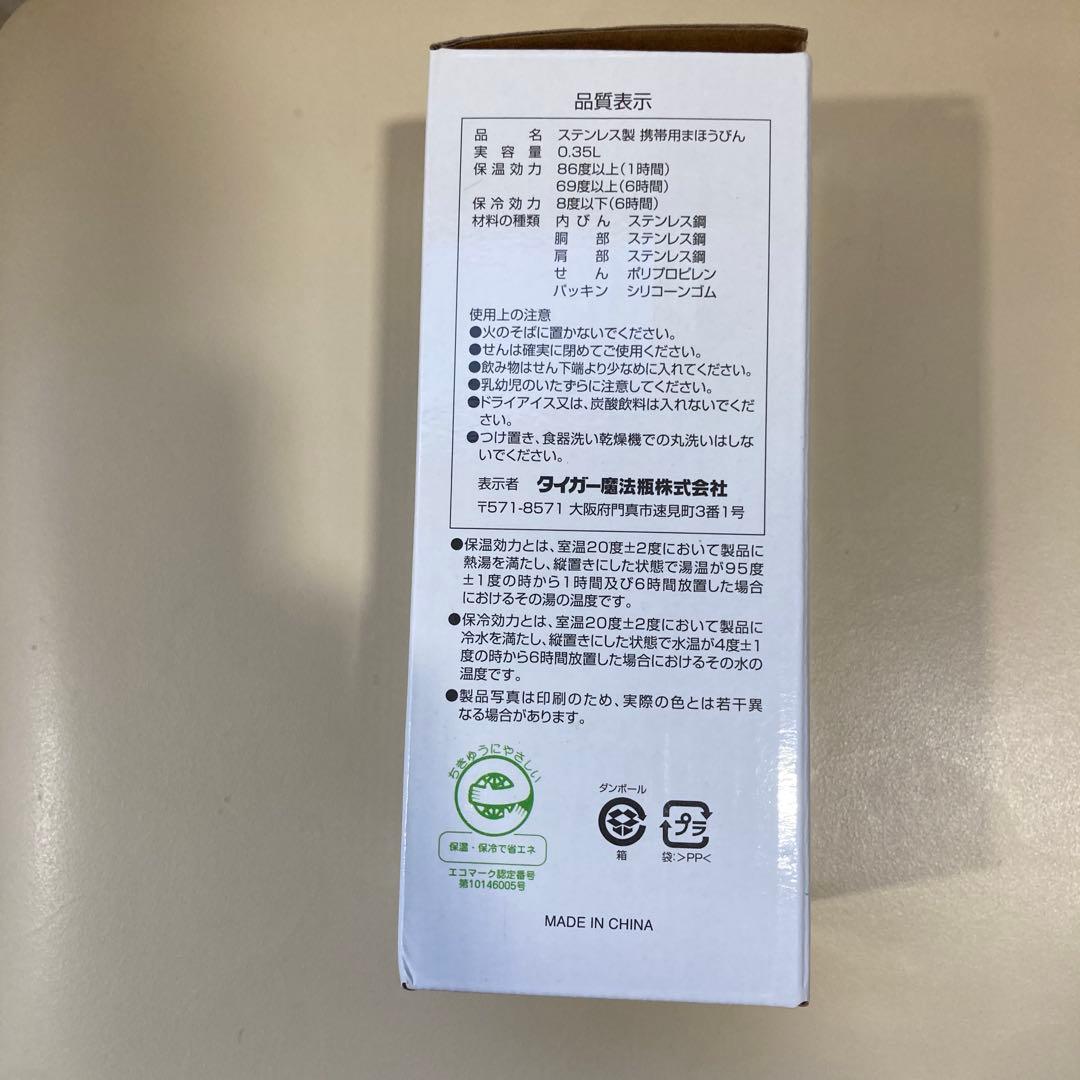 品質表示
品名 ステンレス製 携帯用まほうびん
実容量 0.35L
保温効力 86度以上(1時間)
69度以上(6時間)
保冷効力 8度以下(6時間)
材料の種類 内びん ステンレス鋼
胴部 ステンレス鋼
肩部 ステンレス鋼
せん ポリプロピレン
パッキン シリコーンゴム
使用上の注意
●火のそばに置かないでください。
●せんは確実に閉めてご使用ください。
●飲み物はせん下端より少なめに入れてください。
●乳幼児のいたずらに注意してください。
●ドライアイス又は、炭酸飲料は入れないでくだ
さい。
●つけ置き、食器洗い乾燥機での丸洗いはしな
いでください。
表示者 タイガー魔法瓶株式会社
〒571-8571 大阪府門真市速見町3番1号
●保温効力とは、室温20度±2度において製品に
熱湯を満たし、縦置きにした状態で湯温が95度
±1度の時から1時間及び6時間放置した場合
におけるその湯の温度です。
●保冷効力とは、室温20度±2度において製品に
冷水を満たし、縦置きにした状態で水温が4度±1
度の時から6時間放置した場合におけるその水の
温度です。
●製品写真は印刷のため、実際の色とは若干異
なる場合があります。
ちきゅうにやさしい
保温・保冷で省エネ
エコマーク認定番号
第10146005号
ダンボール
箱
プラ
袋:>PP<
MADE IN CHINA